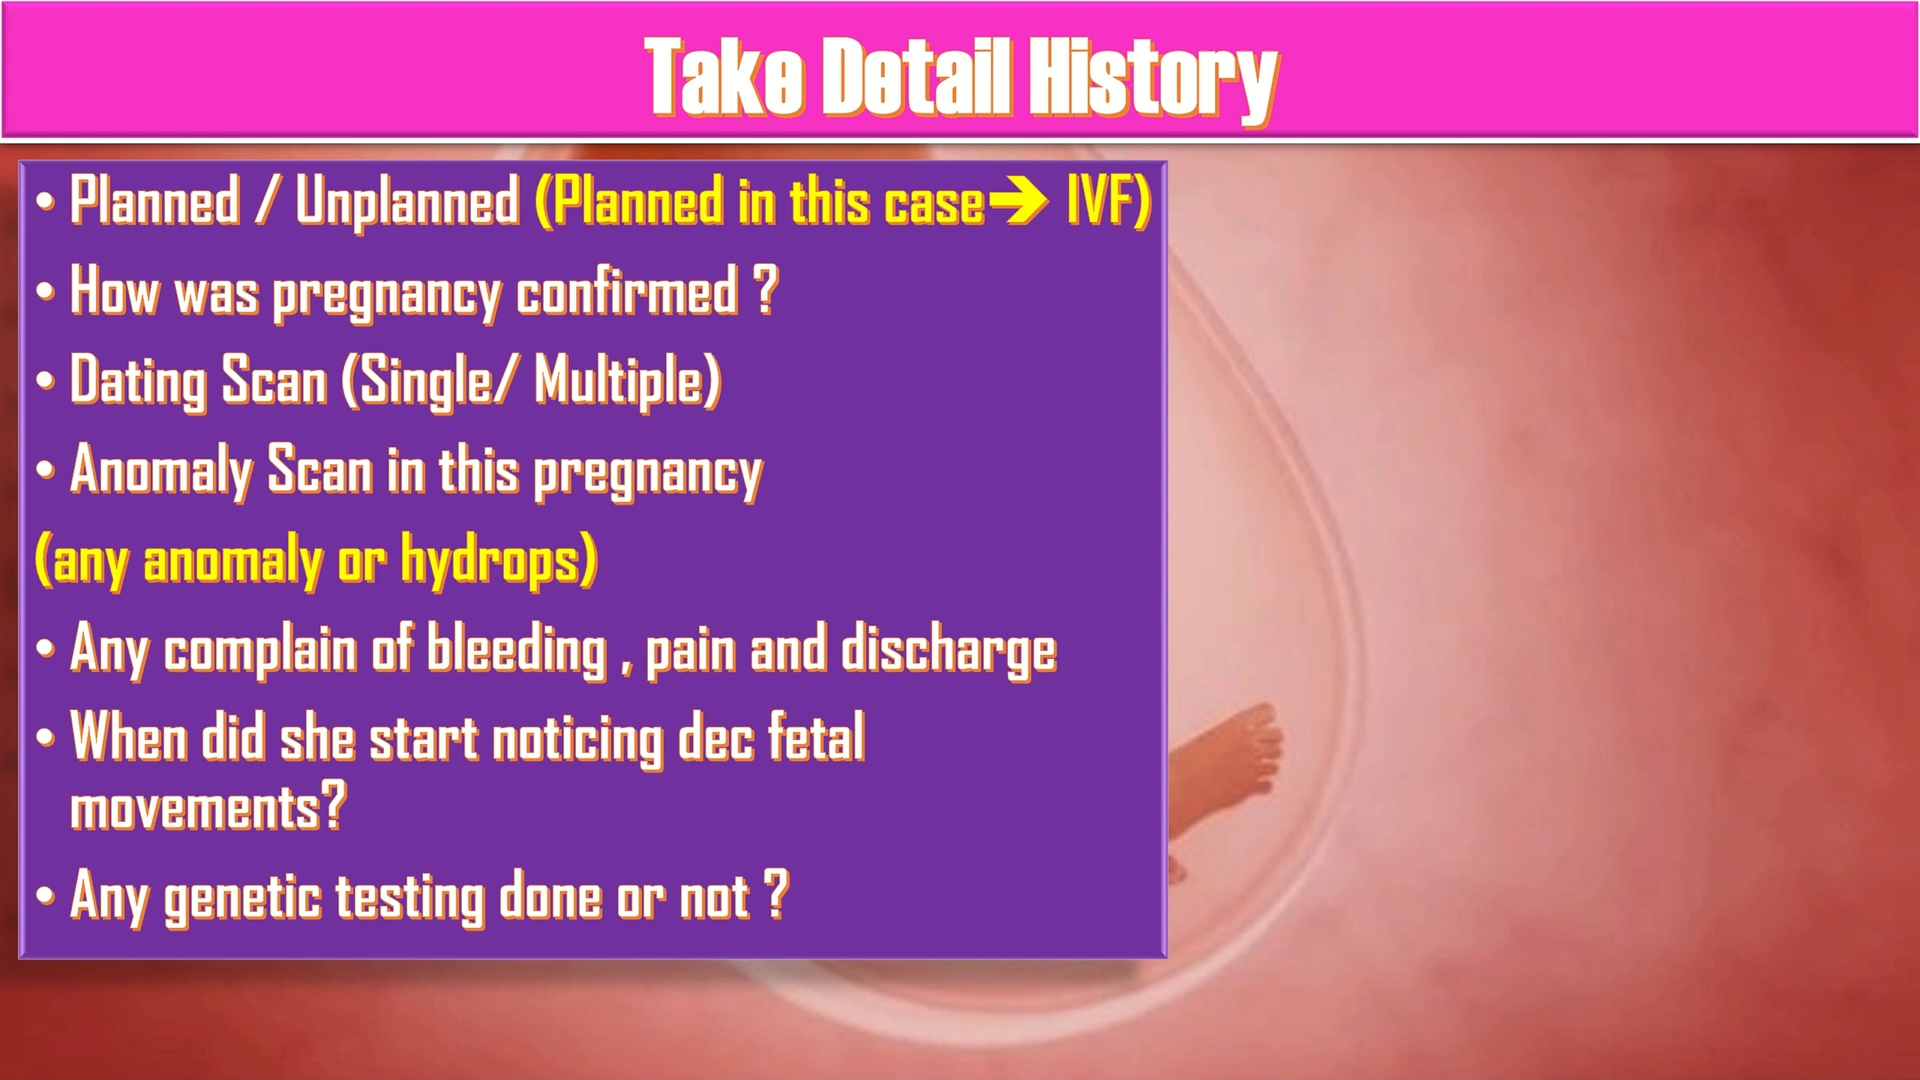 Take Detail History
• Planned / Unplanned (Planned in this case➔ IVF)
• How was pregnancy confirmed ?
• Dating Scan (Single/ Multiple)
• Anomaly Scan in this pregnancy
(any anomaly or hydrops)
• Any complain of bleeding , pain and discharge
• When did she start noticing dec fetal
movements?
• Any genetic testing done or not ?